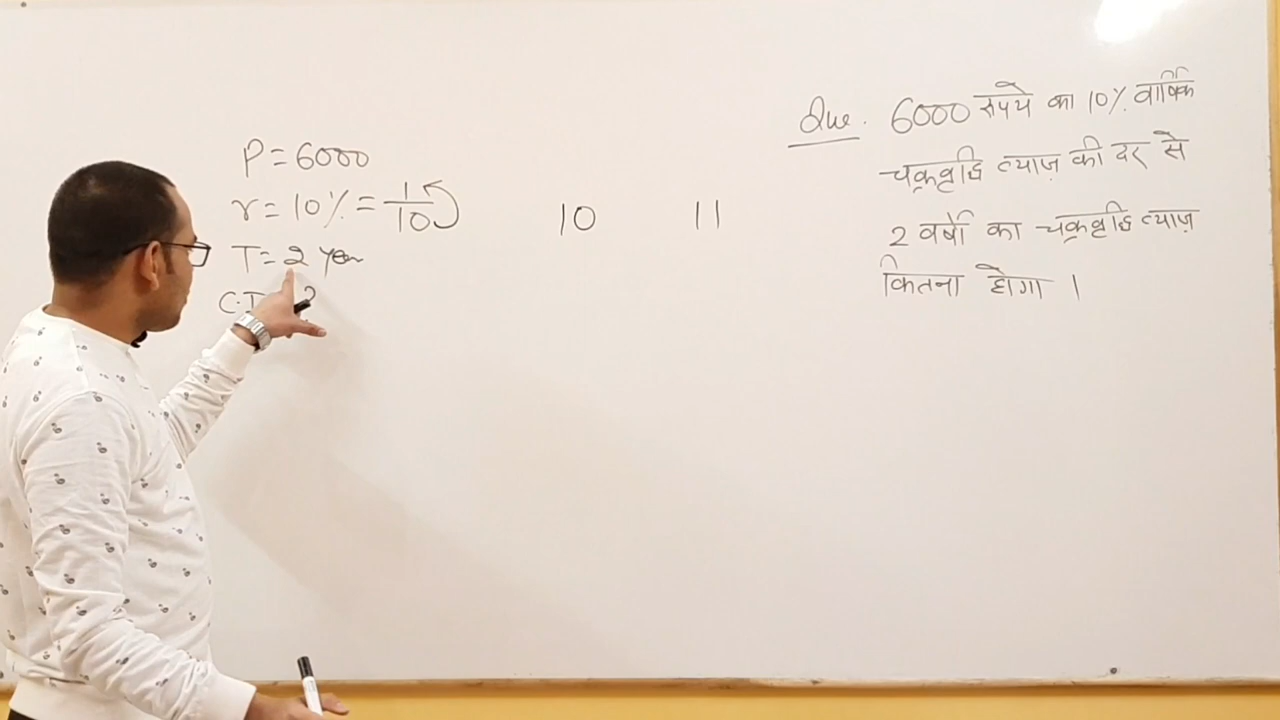 P = 6000
r = 10% = 1/10
10 11
T = 2 year
C.I = ?
Que. 6000 रुपये का 10% वार्षिक
चक्रवृद्धि ब्याज़ की दर से
2 वर्षो का चक्रवृद्धि ब्याज़
कितना होगा ।